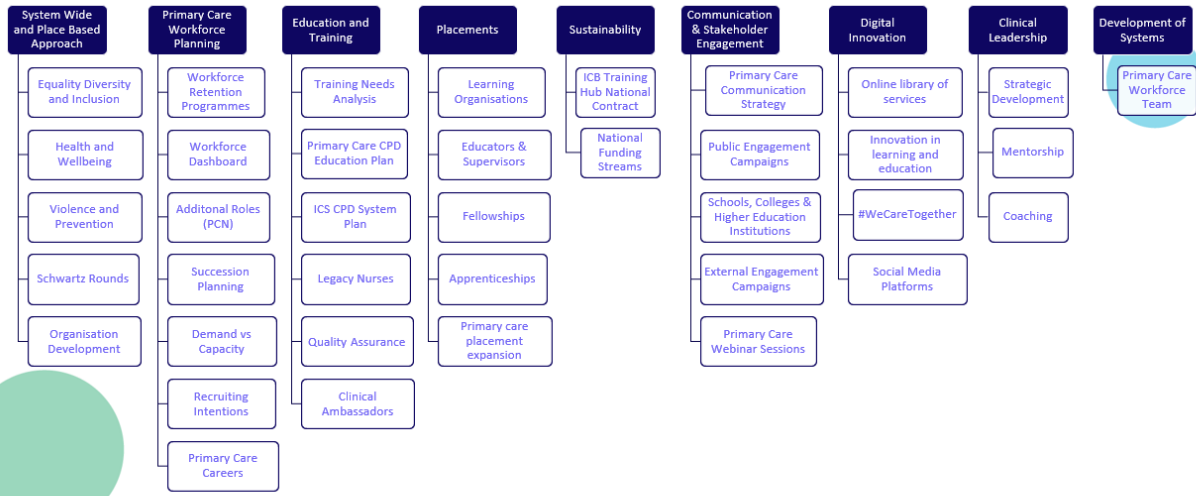 System Wide
and Place Based
Approach
Equality Diversity
and Inclusion
Health and
Wellbeing
Violence and
Prevention
Schwartz Rounds
Organisation
Development
Primary Care
Workforce
Planning
Workforce
Retention
Programmes
Workforce
Dashboard
Additonal Roles
(PCN)
Succession
Planning
Demand vs
Capacity
Recruiting
Intentions
Primary Care
Careers
Education and
Training
Training Needs
Analysis
Primary Care CPD
Education Plan
ICS CPD System
Plan
Legacy Nurses
Quality Assurance
Clinical
Ambassadors
Placements
Learning
Organisations
Educators &
Supervisors
Fellowships
Apprenticeships
Primary care
placement
expansion
Sustainability
ICB Training
Hub National
Contract
National
Funding
Streams
Communication
& Stakeholder
Engagement
Primary Care
Communication
Strategy
Public Engagement
Campaigns
Schools, Colleges &
Higher Education
Institutions
External Engagement
Campaigns
Primary Care
Webinar Sessions
Digital
Innovation
Online library of
services
Innovation in
learning and
education
#WeCareTogether
Social Media
Platforms
Clinical
Leadership
Strategic
Development
Mentorship
Coaching
Development of
Systems
Primary Care
Workforce
Team